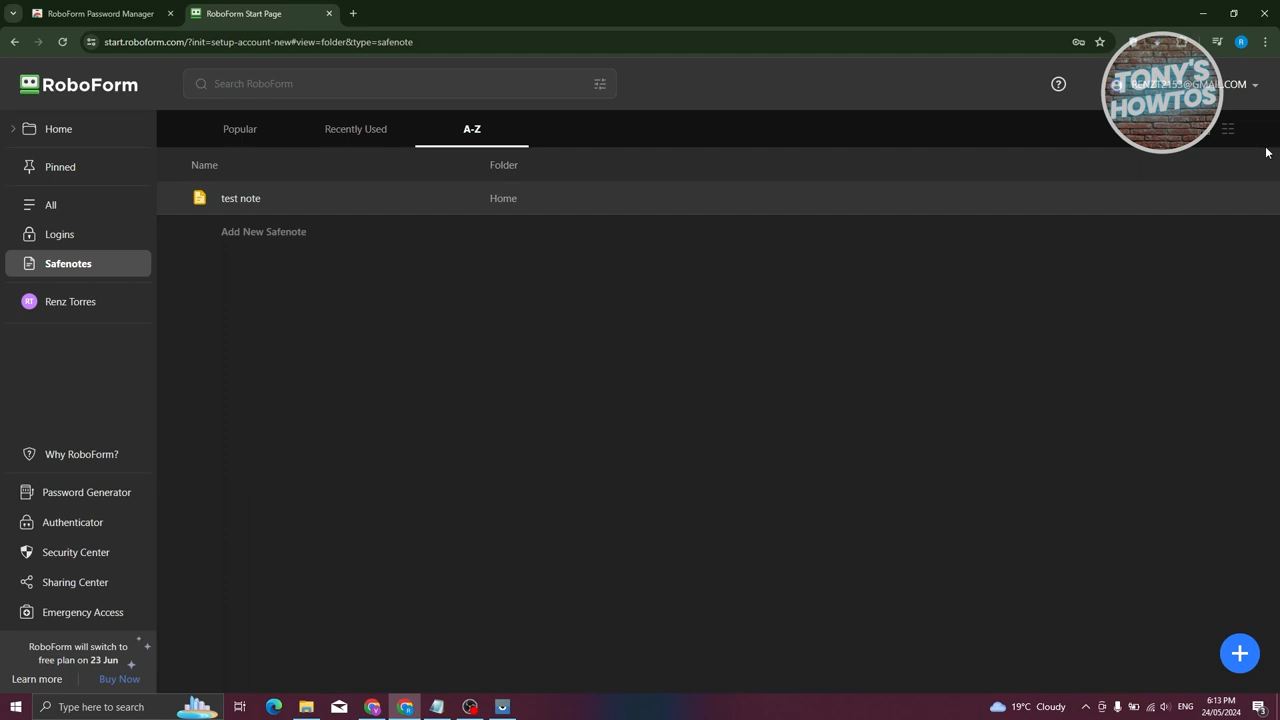 RoboForm Password Manager
RoboForm Start Page
start.roboform.com/?init=setup-account-new#view=folder&type=safenote
RoboForm
Search RoboForm
TONY'S
HOWTOS
@GMAIL.COM
Home
Popular
Recently Used
A-Z
Pinned
Name
Folder
All
test note
Home
Logins
Add New Safenote
Safenotes
RT
Renz Torres
Why RoboForm?
Password Generator
Authenticator
Security Center
Sharing Center
Emergency Access
RoboForm will switch to
free plan on 23 Jun
Learn more
Buy Now
Type here to search
19°C Cloudy
ENG
6:13 PM
24/05/2024